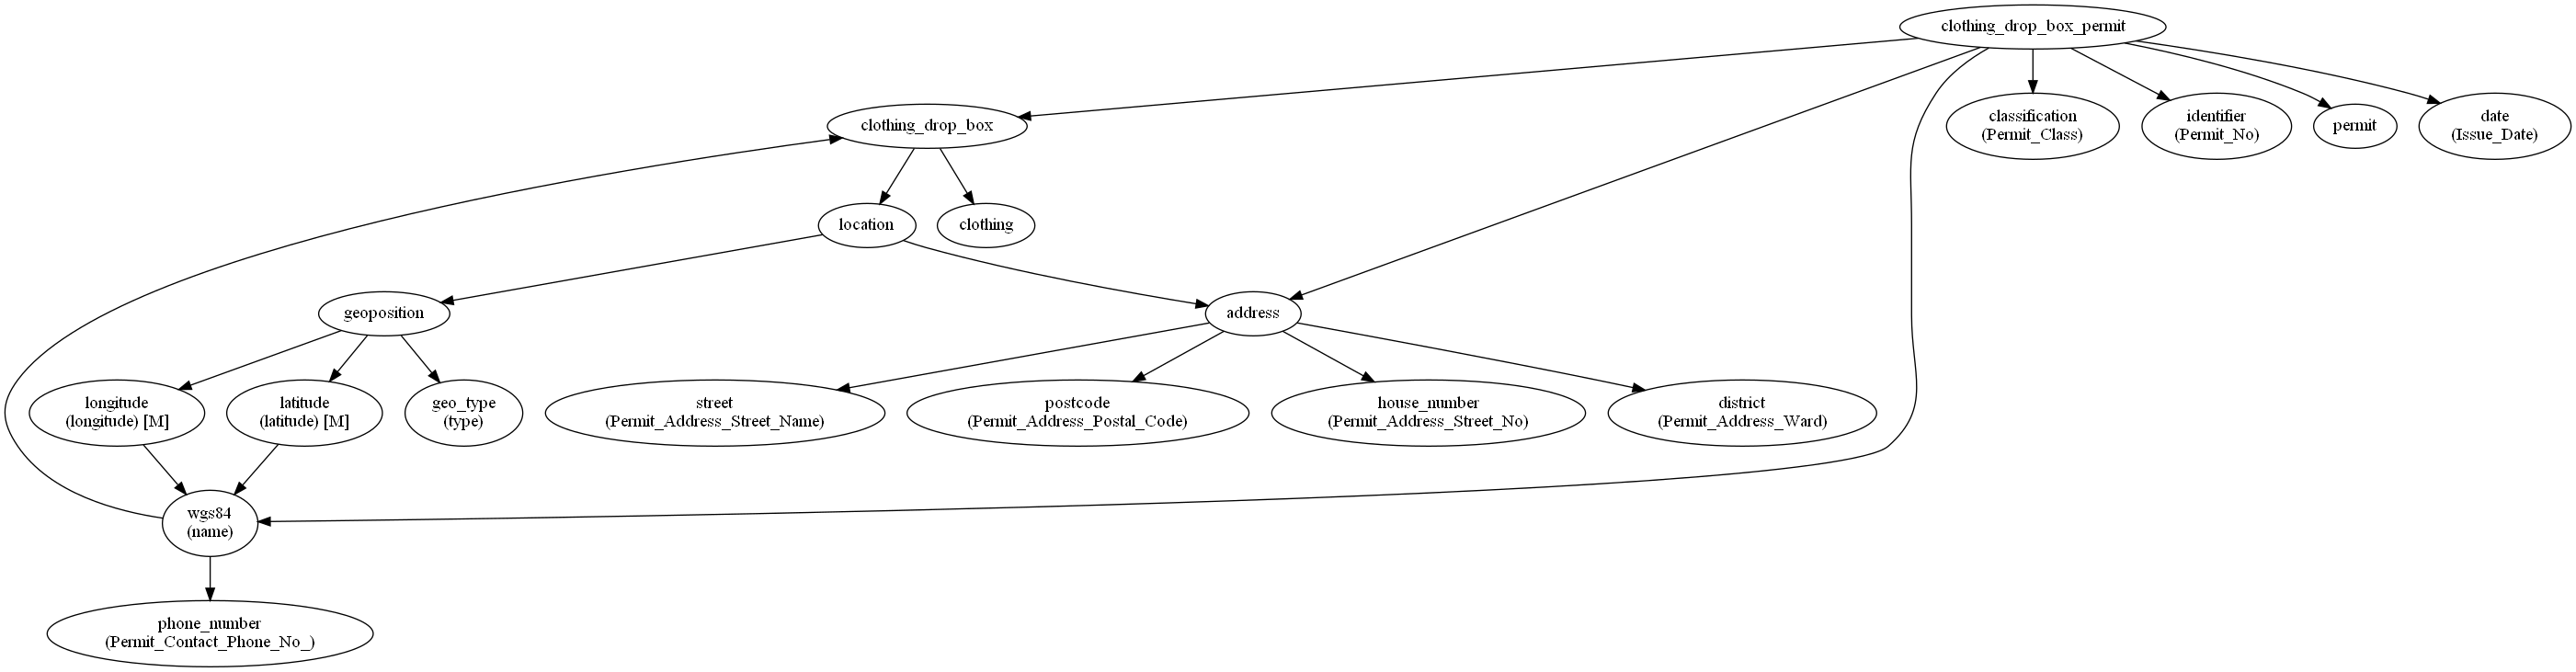 clothing_drop_box_permit
clothing_drop_box
classification
(Permit_Class)
identifier
(Permit_No)
permit
date
(Issue_Date)
location
clothing
geoposition
address
longitude
(longitude) [M]
latitude
(latitude) [M]
geo_type
(type)
street
(Permit_Address_Street_Name)
postcode
(Permit_Address_Postal_Code)
house_number
(Permit_Address_Street_No)
district
(Permit_Address_Ward)
wgs84
(name)
phone_number
(Permit_Contact_Phone_No_)